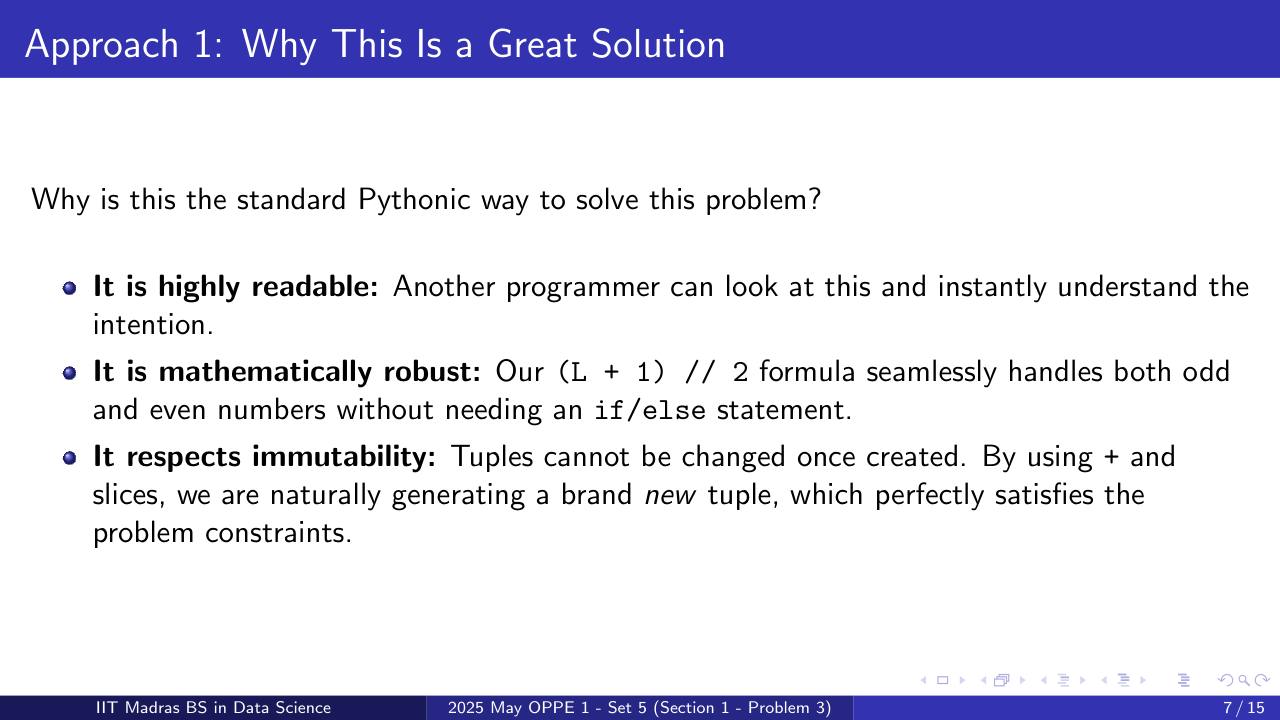 Approach 1: Why This Is a Great Solution
Why is this the standard Pythonic way to solve this problem?
It is highly readable: Another programmer can look at this and instantly understand the
intention.
It is mathematically robust: Our (L + 1) // 2 formula seamlessly handles both odd
and even numbers without needing an if/else statement.
It respects immutability: Tuples cannot be changed once created. By using + and
slices, we are naturally generating a brand new tuple, which perfectly satisfies the
problem constraints.
IIT Madras BS in Data Science
2025 May OPPE 1 - Set 5 (Section 1 - Problem 3)
7 / 15